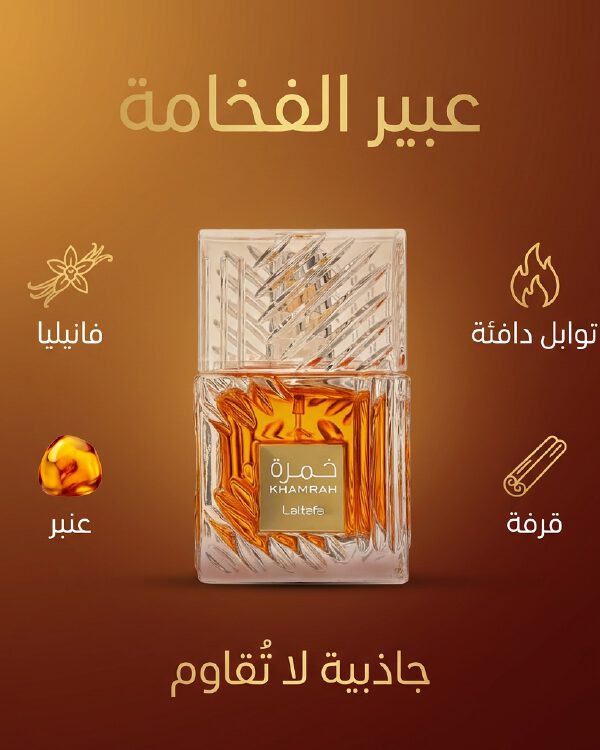 عبير الفخامة
توابل دافئة
فانيليا
قرفة
عنبر
خمرة
KHAMRAH
Lattafa
جاذبية لا تُقاوم